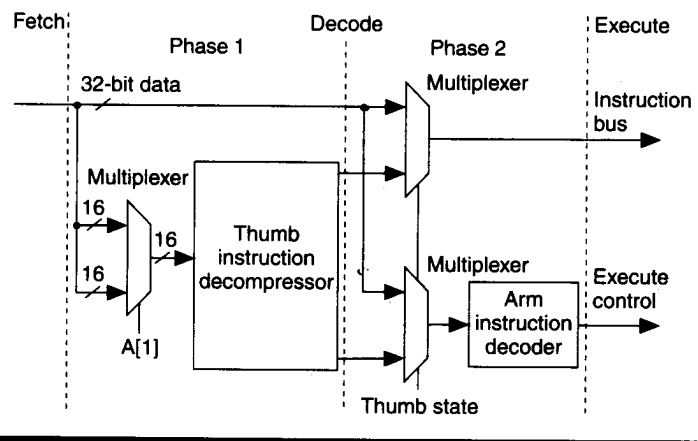 Fetch
Decode
Execute
Phase 1
Phase 2
32-bit data
Multiplexer
Instruction
bus
Multiplexer
16
16
16
Thumb
instruction
decompressor
Multiplexer
Arm
instruction
decoder
Execute
control
A[1]
Thumb state